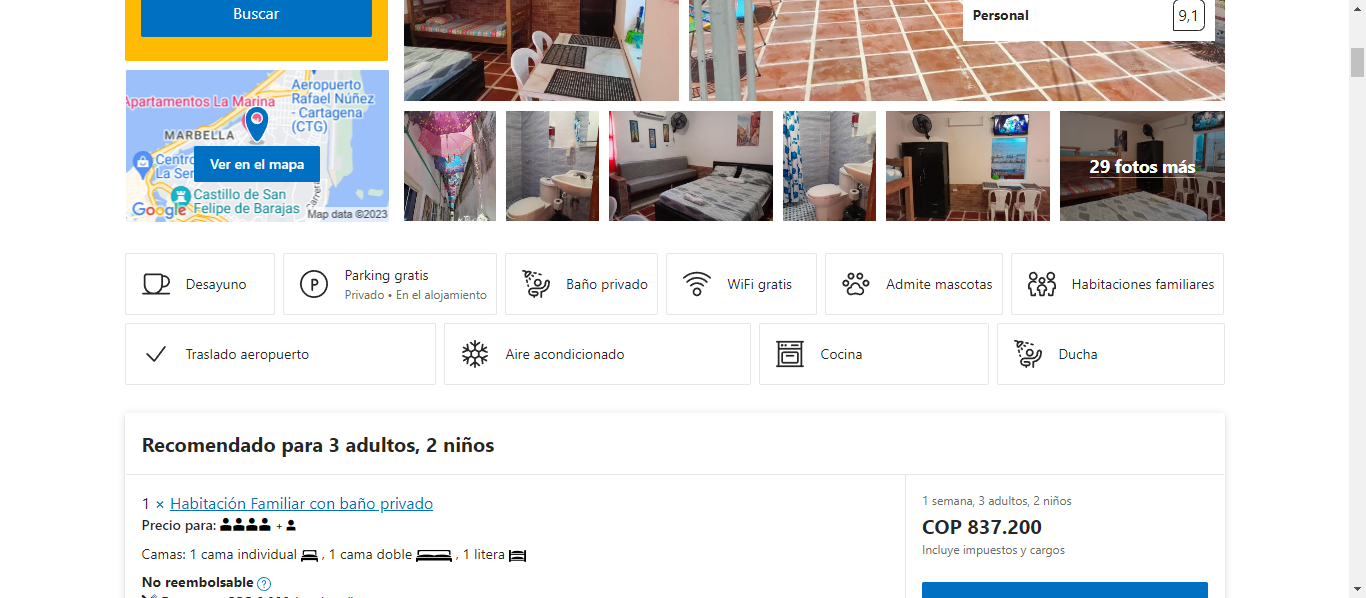 Buscar
Personal
9,1
Apartamentos La Marina
Aeropuerto
Rafael Núñez
- Cartagena
(CTG)
MARBELLA
Centro
La Se
Ver en el mapa
Carrera
Castillo de San
Felipe de Barajas
Google
Map data ©2023
29 fotos más
Desayuno
Parking gratis
Privado • En el alojamiento
Baño privado
WiFi gratis
Admite mascotas
Habitaciones familiares
Traslado aeropuerto
Aire acondicionado
Cocina
Ducha
Recomendado para 3 adultos, 2 niños
1 × Habitación Familiar con baño privado
Precio para: +
Camas: 1 cama individual , 1 cama doble , 1 litera
No reembolsable ?
1 semana, 3 adultos, 2 niños
COP 837.200
Incluye impuestos y cargos